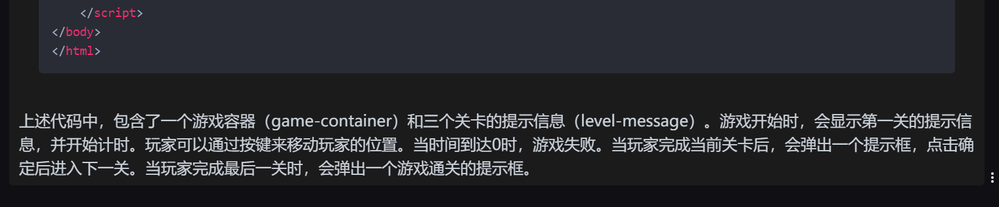 </script>
</body>
</html>
上述代码中，包含了一个游戏容器（game-container）和三个关卡的提示信息（level-message）。游戏开始时，会显示第一关的提示信
息，并开始计时。玩家可以通过按键来移动玩家的位置。当时间到达0时，游戏失败。当玩家完成当前关卡后，会弹出一个提示框，点击确
定后进入下一关。当玩家完成最后一关时，会弹出一个游戏通关的提示框。